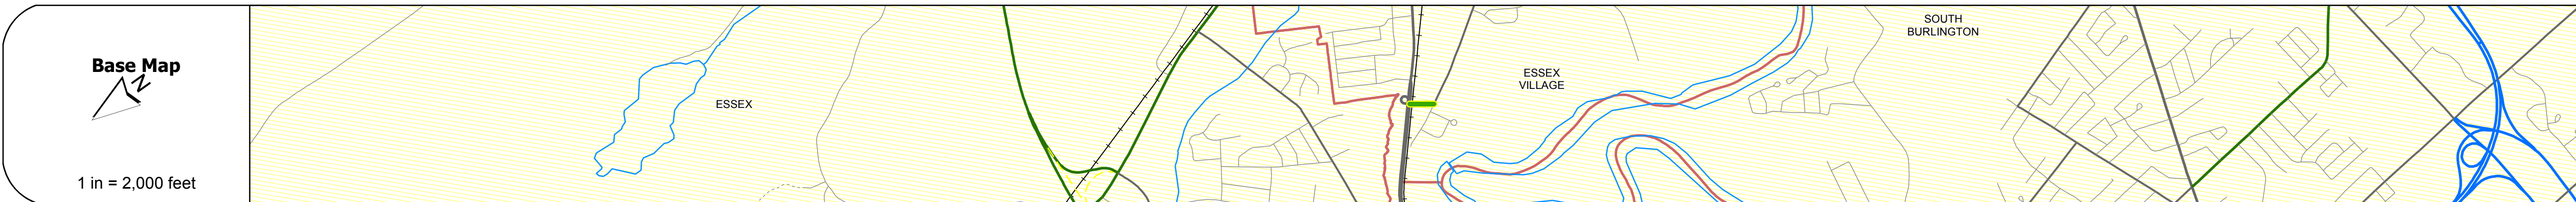 Base Map
N
1 in = 2,000 feet
ESSEX
ESSEX
VILLAGE
SOUTH
BURLINGTON